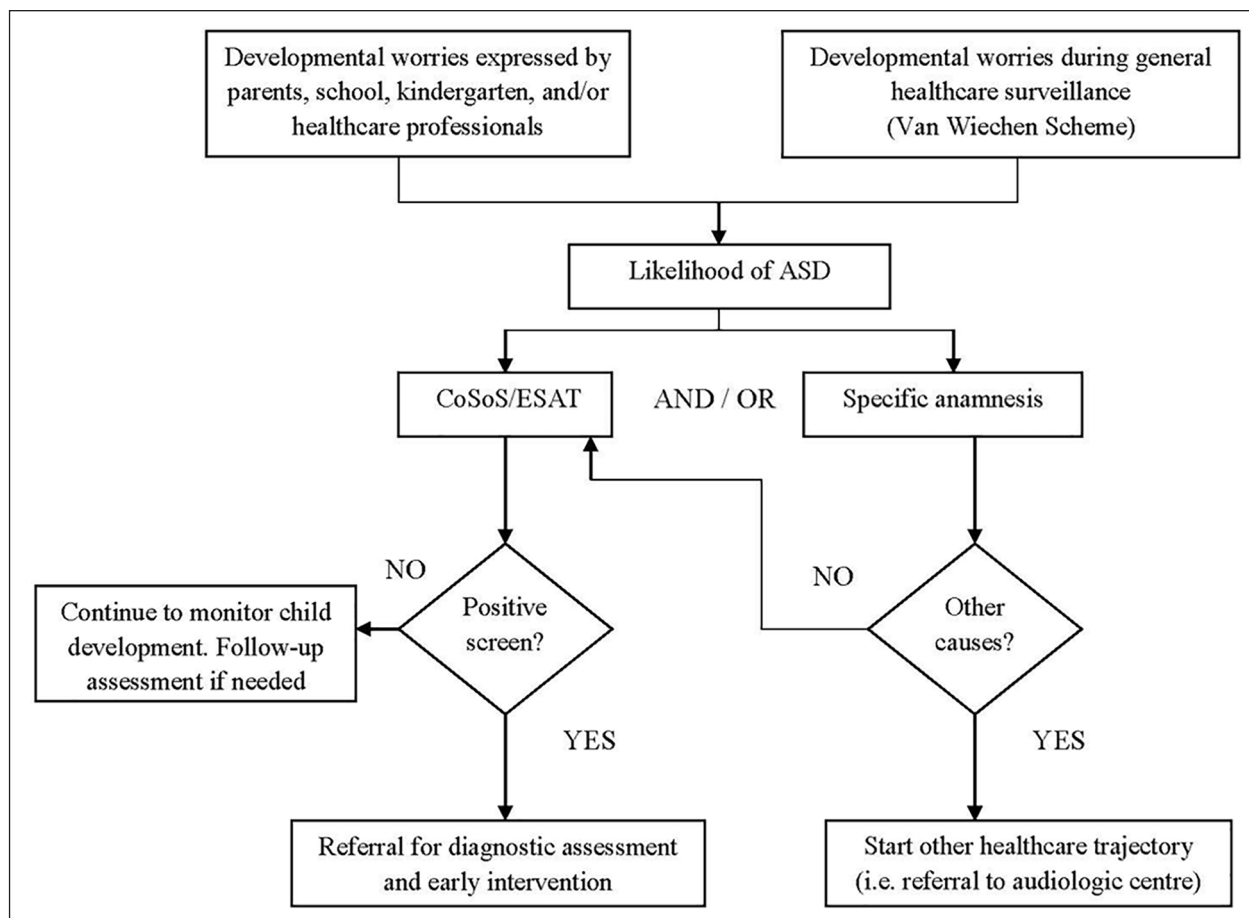 Developmental worries expressed by
parents, school, kindergarten, and/or
healthcare professionals
Developmental worries during general
healthcare surveillance
(Van Wiechen Scheme)
Likelihood of ASD
CoSoS/ESAT
AND / OR
Specific anamnesis
NO
Positive
screen?
NO
Other
causes?
Continue to monitor child
development. Follow-up
assessment if needed
YES
YES
Referral for diagnostic assessment
and early intervention
Start other healthcare trajectory
(i.e. referral to audiologic centre)